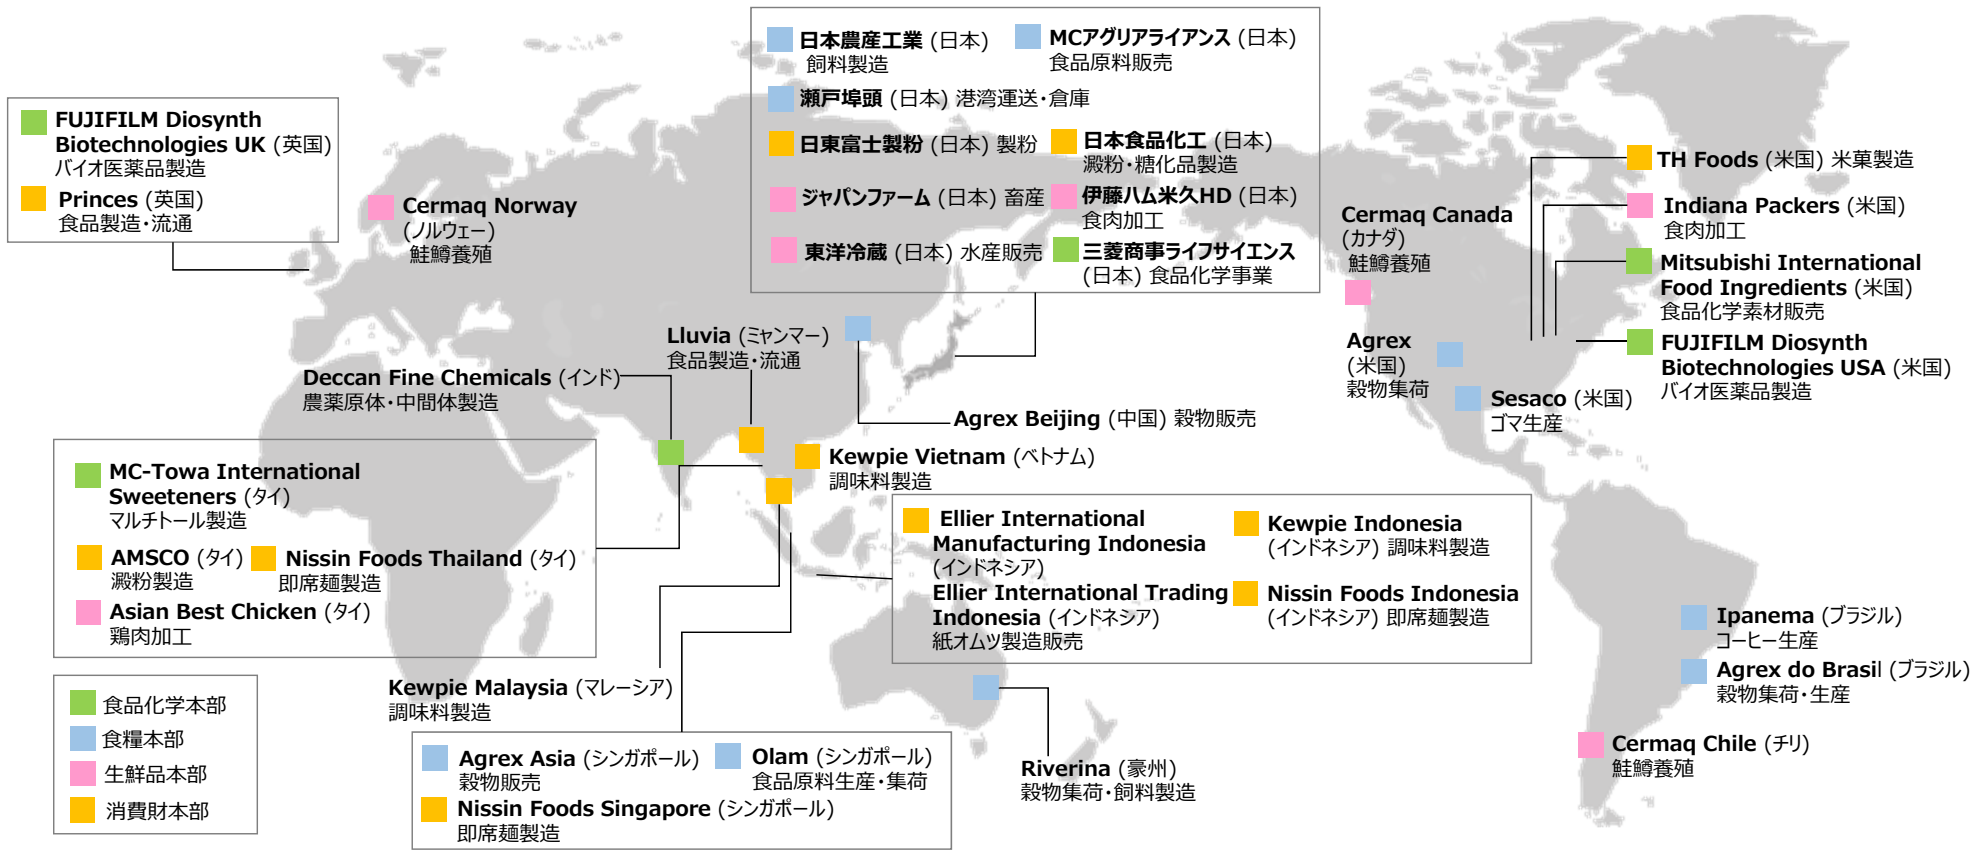 日本農産工業 (日本)
飼料製造
MCアグリアライアンス (日本)
食品原料販売
瀬戸埠頭 (日本) 港湾運送・倉庫
日東富士製粉 (日本) 製粉
日本食品化工 (日本)
澱粉・糖化品製造
ジャパンファーム (日本) 畜産
伊藤ハム米久HD (日本)
食肉加工
東洋冷蔵 (日本) 水産販売
三菱商事ライフサイエンス
(日本) 食品化学事業
FUJIFILM Diosynth
Biotechnologies UK (英国)
バイオ医薬品製造
Princes (英国)
食品製造・流通
Cermaq Norway
(ノルウェー)
鮭鱒養殖
TH Foods (米国) 米菓製造
Indiana Packers (米国)
食肉加工
Mitsubishi International
Food Ingredients (米国)
食品化学素材販売
FUJIFILM Diosynth
Biotechnologies USA (米国)
バイオ医薬品製造
Cermaq Canada
(カナダ)
鮭鱒養殖
Agrex
(米国)
穀物集荷
Sesaco (米国)
ゴマ生産
Lluvia (ミャンマー)
食品製造・流通
Deccan Fine Chemicals (インド)
農薬原体・中間体製造
Agrex Beijing (中国) 穀物販売
Kewpie Vietnam (ベトナム)
調味料製造
MC-Towa International
Sweeteners (タイ)
マルチトール製造
AMSCO (タイ)
澱粉製造
Nissin Foods Thailand (タイ)
即席麺製造
Asian Best Chicken (タイ)
鶏肉加工
Ellier International
Manufacturing Indonesia
(インドネシア)
Ellier International Trading
Indonesia (インドネシア)
紙オムツ製造販売
Kewpie Indonesia
(インドネシア) 調味料製造
Nissin Foods Indonesia
(インドネシア) 即席麺製造
Ipanema (ブラジル)
コーヒー生産
Agrex do Brasil (ブラジル)
穀物集荷・生産
Cermaq Chile (チリ)
鮭鱒養殖
Kewpie Malaysia (マレーシア)
調味料製造
Agrex Asia (シンガポール)
穀物販売
Olam (シンガポール)
食品原料生産・集荷
Nissin Foods Singapore (シンガポール)
即席麺製造
Riverina (豪州)
穀物集荷・飼料製造
食品化学本部
食糧本部
生鮮品本部
消費財本部